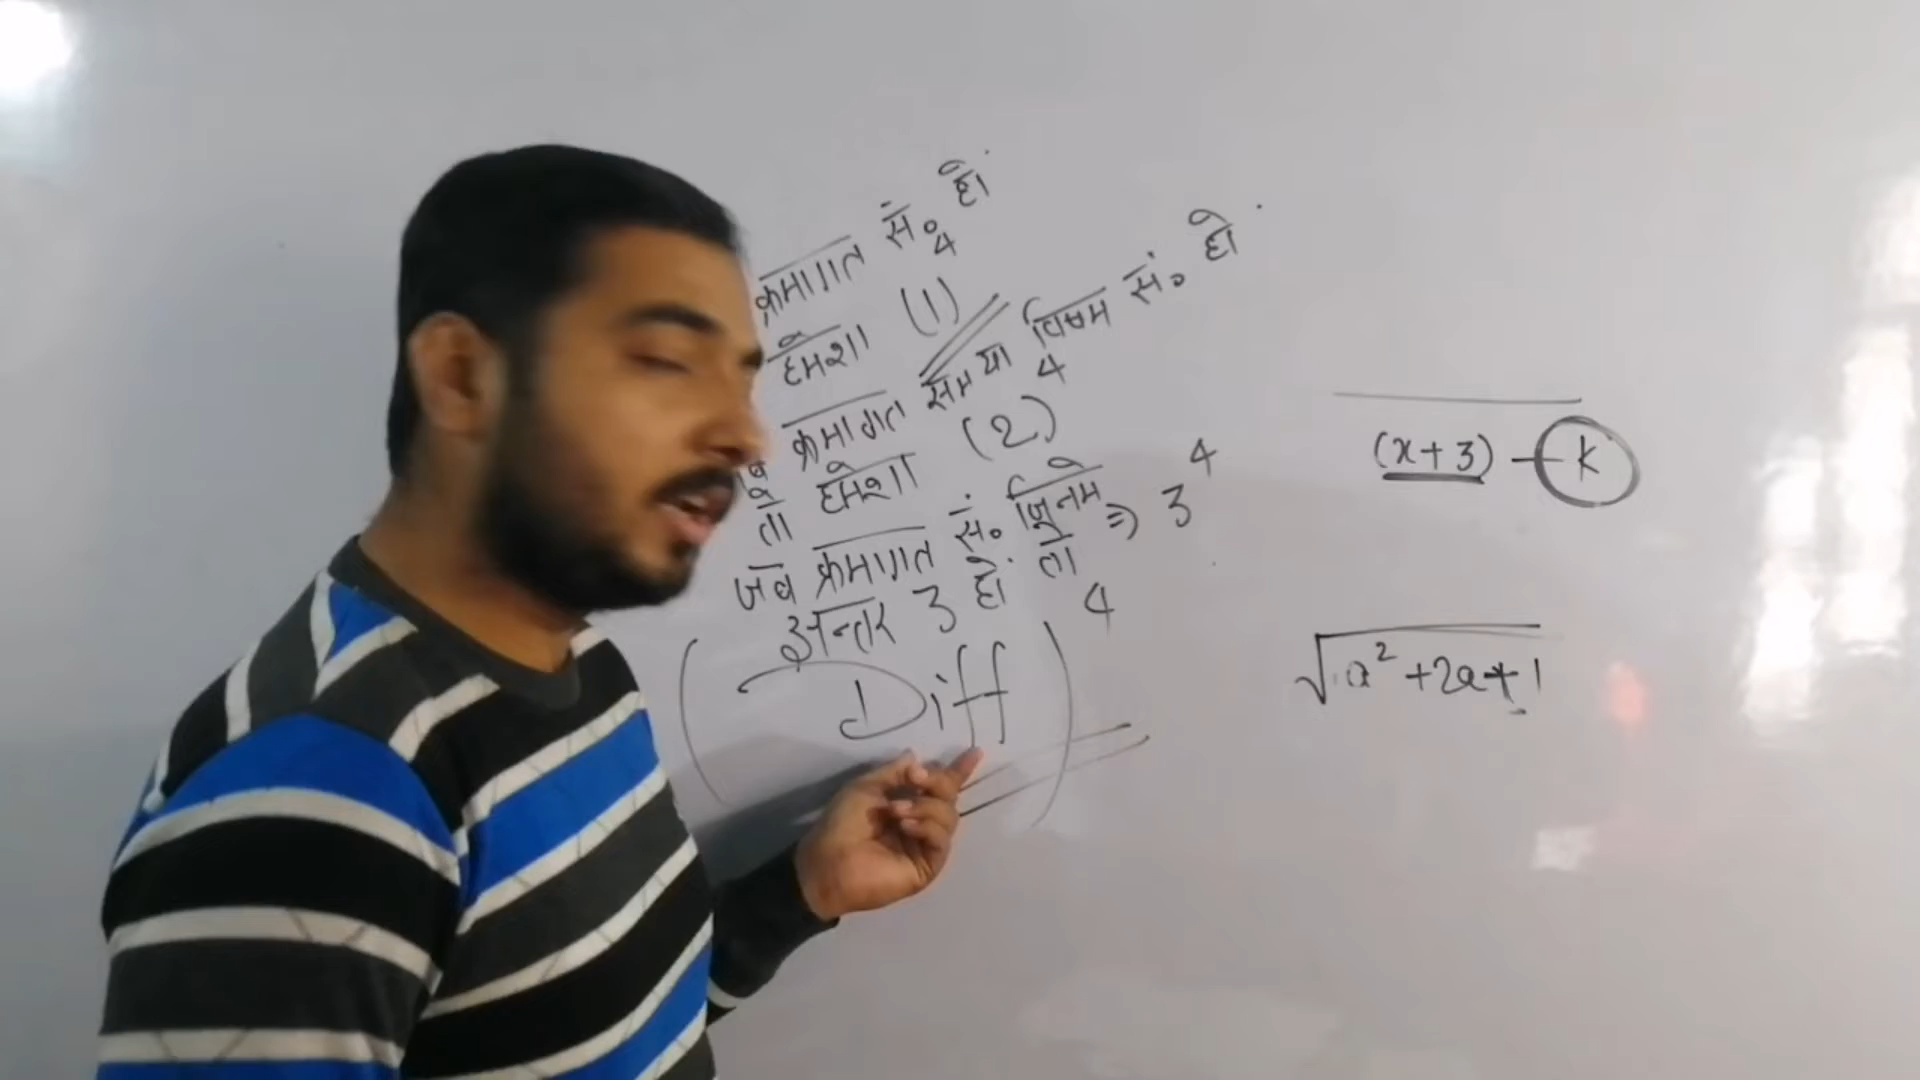 क्रमागत सं० हों
हमेशा (1)⁴
क्रमागत सम या विषम सं० हों
तो हमेशा (2)⁴
जब क्रमागत सं० जिनमे
अन्तर 3 हो तो ⇒ 3⁴
(Diff)⁴
(x+3) - k
√a²+2a+1